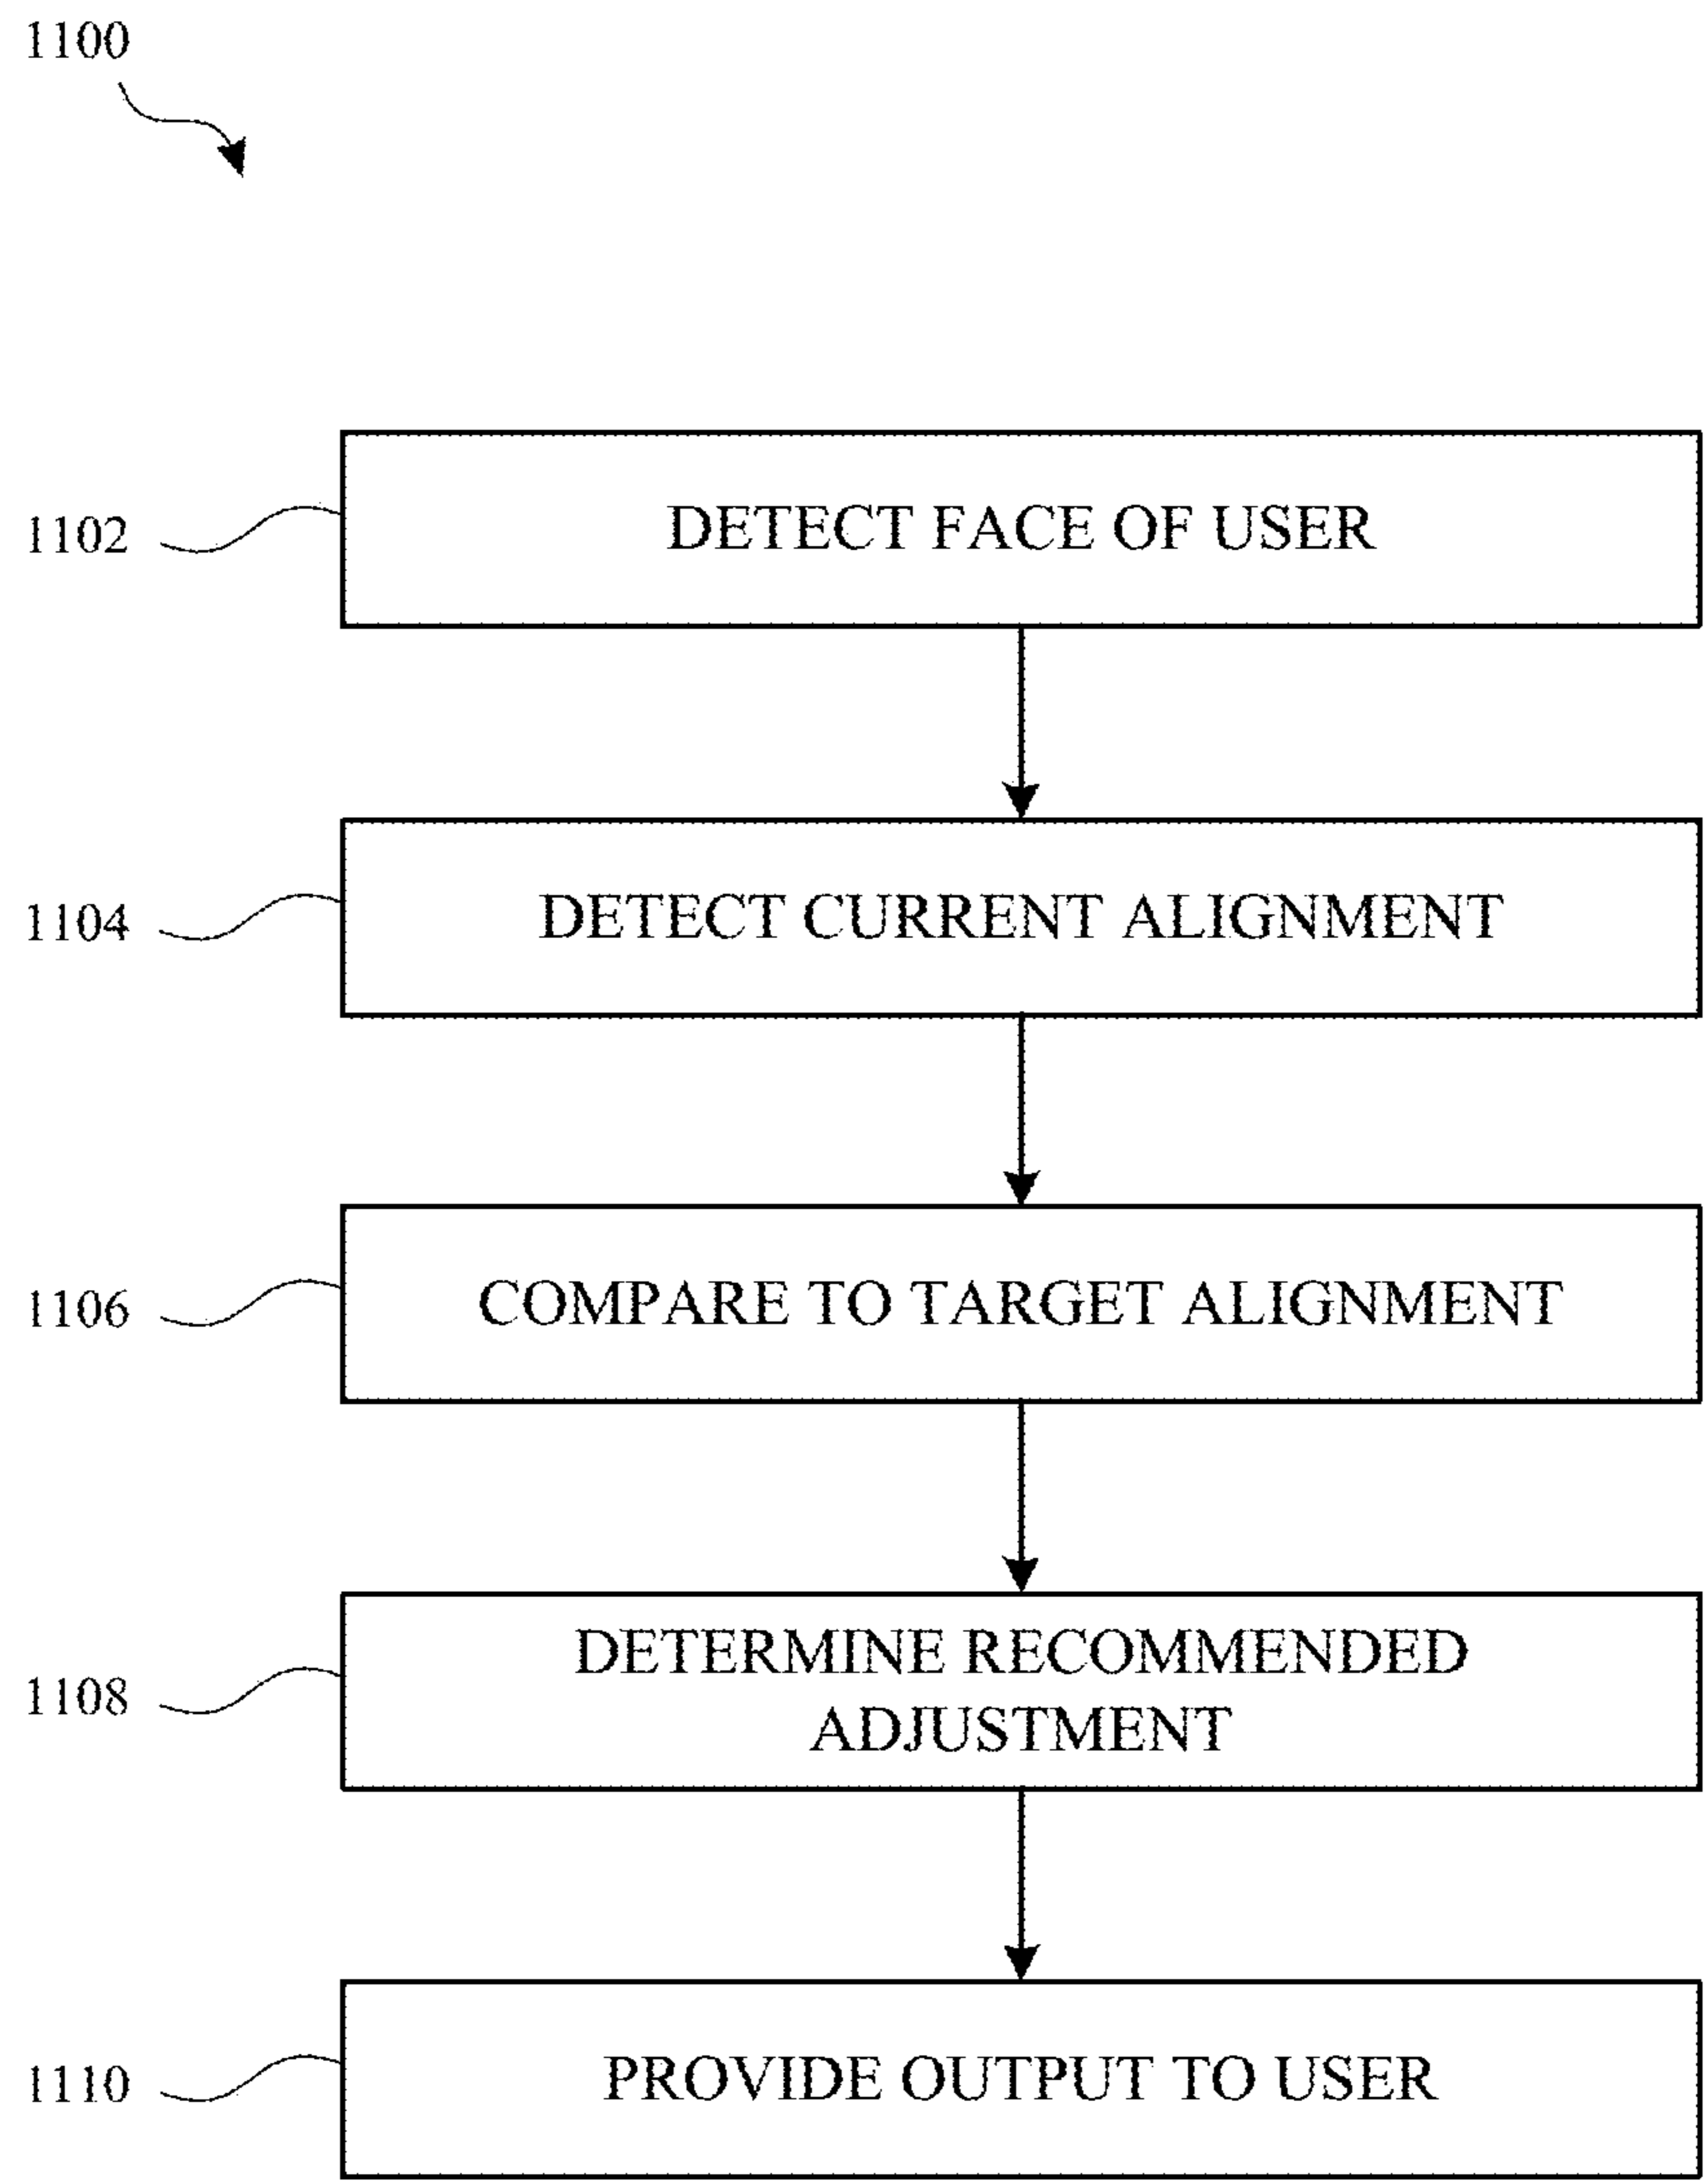 1100
1102
DETECT FACE OF USER
1104
DETECT CURRENT ALIGNMENT
1106
COMPARE TO TARGET ALIGNMENT
1108
DETERMINE RECOMMENDED
ADJUSTMENT
1110
PROVIDE OUTPUT TO USER